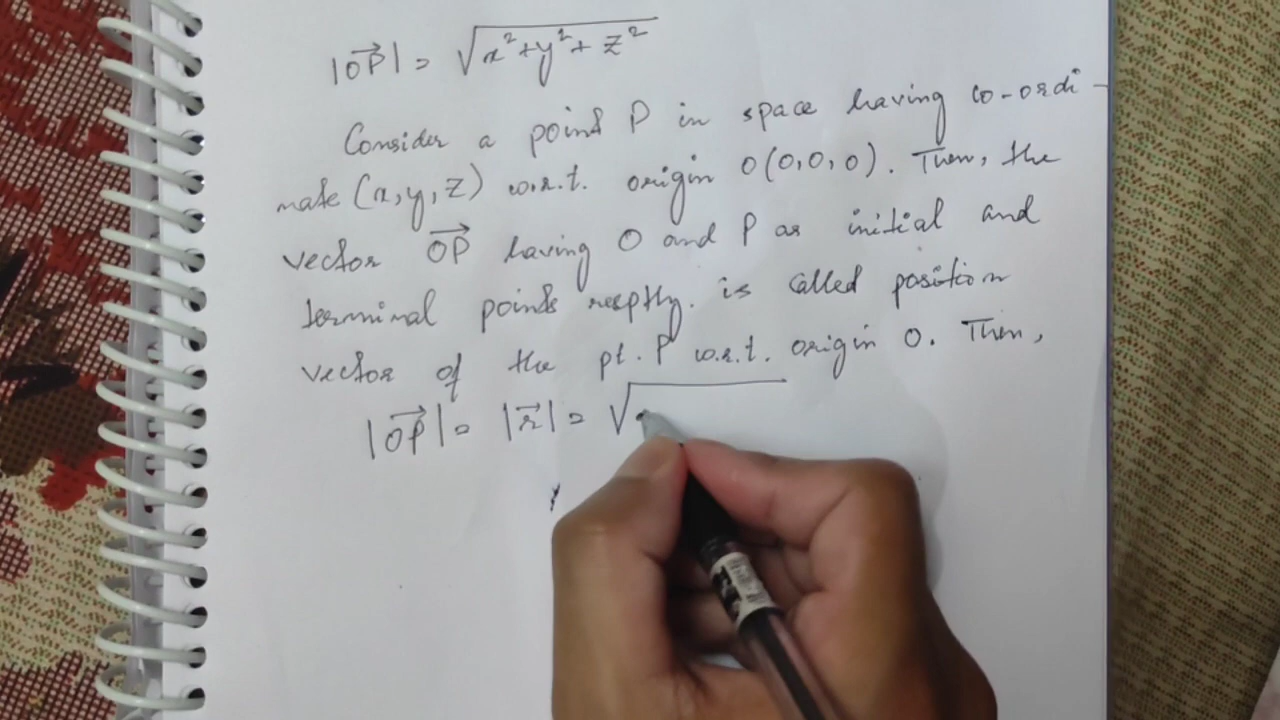 |OP⃗| = √x²+y²+z²
Consider a point P in space having co-ordi-
nate (x,y,z) w.r.t. origin O(0,0,0). Then, the
vector OP⃗ having O and P as initial and
terminal points resptly. is called position
vector of the pt. P w.r.t. origin O. Then,
|OP⃗| = |r⃗| = √